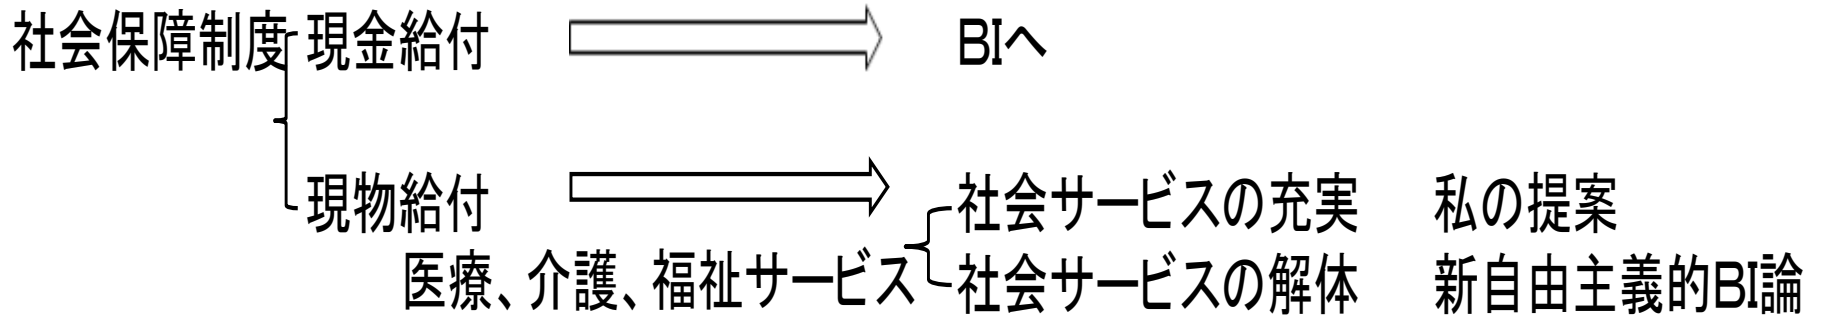 社会保障制度 現金給付 BIへ
現物給付 社会サービスの充実 私の提案
医療、介護、福祉サービス 社会サービスの解体 新自由主義的BI論